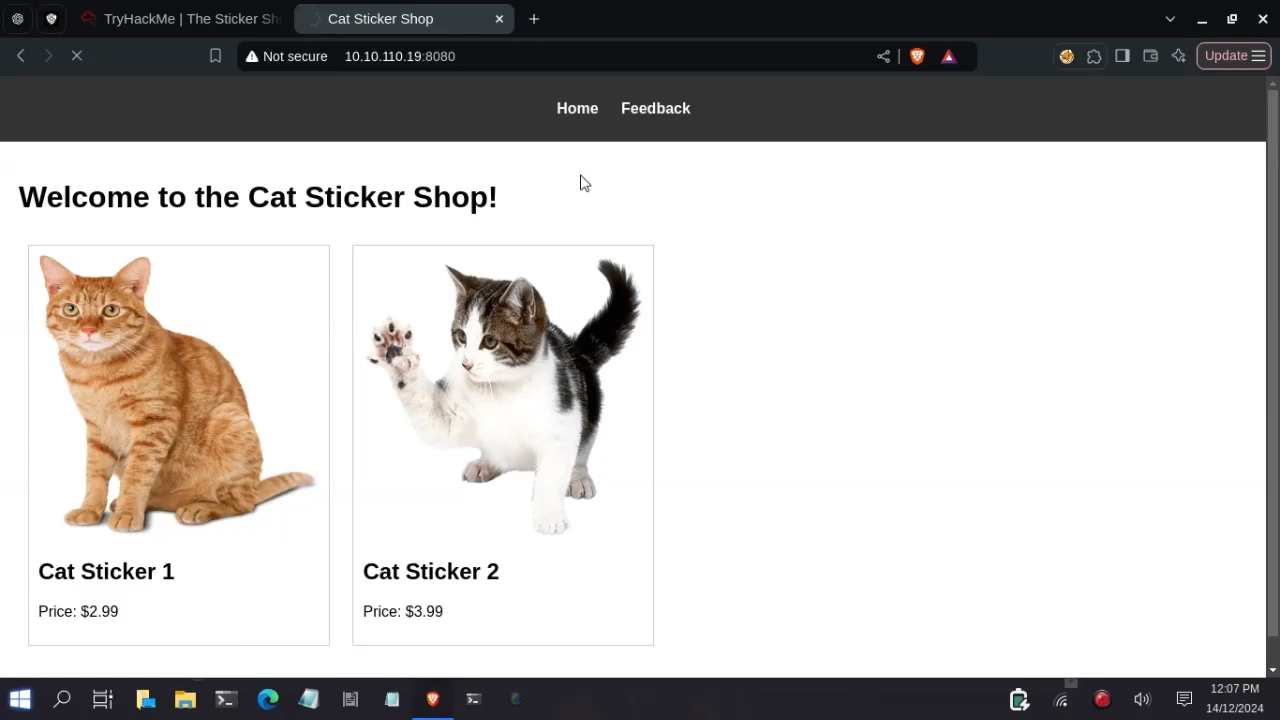 TryHackMe | The Sticker Sh
Cat Sticker Shop
Not secure
10.10.110.19:8080
Update
Home
Feedback
Welcome to the Cat Sticker Shop!
Cat Sticker 1
Cat Sticker 2
Price: $2.99
Price: $3.99
12:07 PM
14/12/2024